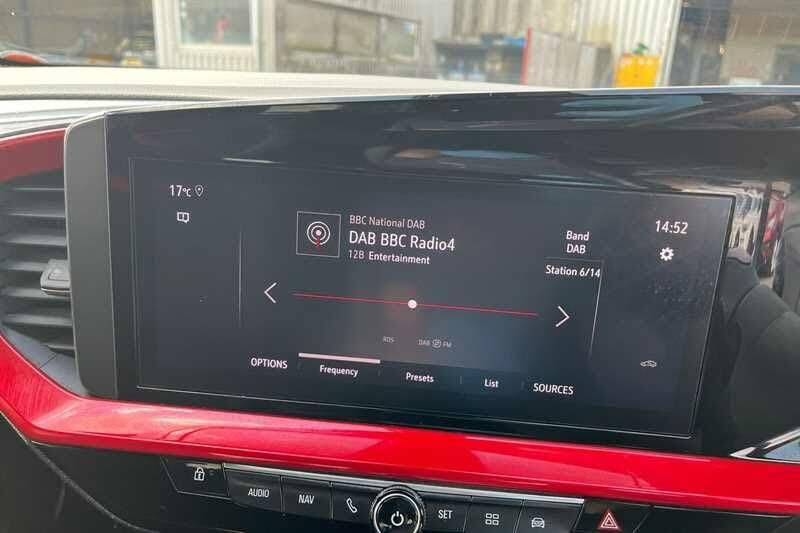 17°C
14:52
BBC National DAB
DAB BBC Radio4
12B Entertainment
Band
DAB
Station 6/14
RDS
DAB FM
OPTIONS
Frequency
Presets
List
SOURCES
AUDIO
NAV
SET